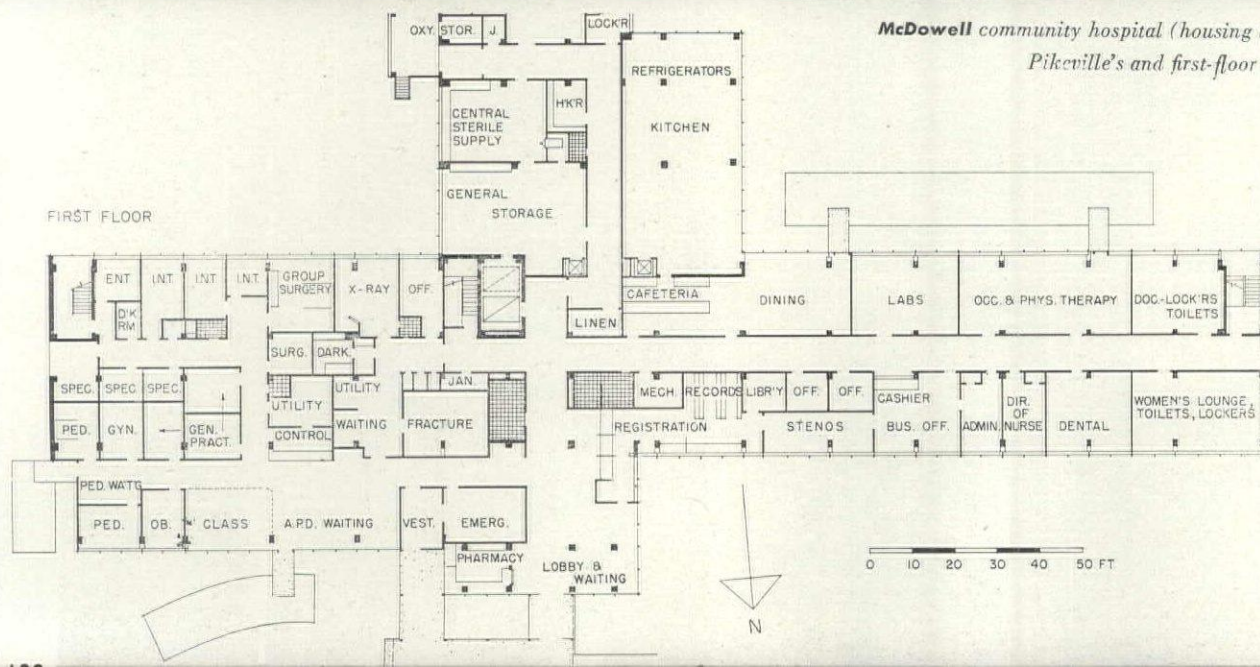 McDowell community hospital (housing
Pikeville's and first-floor
OXY. STOR. J.
LOCK'R
REFRIGERATORS
KITCHEN
CENTRAL
STERILE
SUPPLY
H'K'R
GENERAL
STORAGE
FIRST FLOOR
ENT
INT.
INT.
INT.
GROUP
SURGERY
X-RAY
OFF.
D'K
RM
CAFETERIA
DINING
LABS
OCC. & PHYS. THERAPY
DOC.-LOCK'RS
TOILETS
LINEN
SURG.
DARK.
SPEC.
SPEC.
SPEC.
UTILITY
JAN.
MECH.
RECORDS
LIBR'Y
OFF.
OFF.
CASHIER
PED.
GYN.
GEN.
PRACT.
UTILITY
CONTROL
WAITING
FRACTURE
REGISTRATION
STENOS
BUS. OFF.
ADMIN.
DIR.
OF
NURSE
DENTAL
WOMEN'S LOUNGE,
TOILETS, LOCKERS
PED. WAT'G
PED.
OB.
CLASS
A.P.D. WAITING
VEST.
EMERG.
PHARMACY
LOBBY &
WAITING
0 10 20 30 40 50 FT.
N